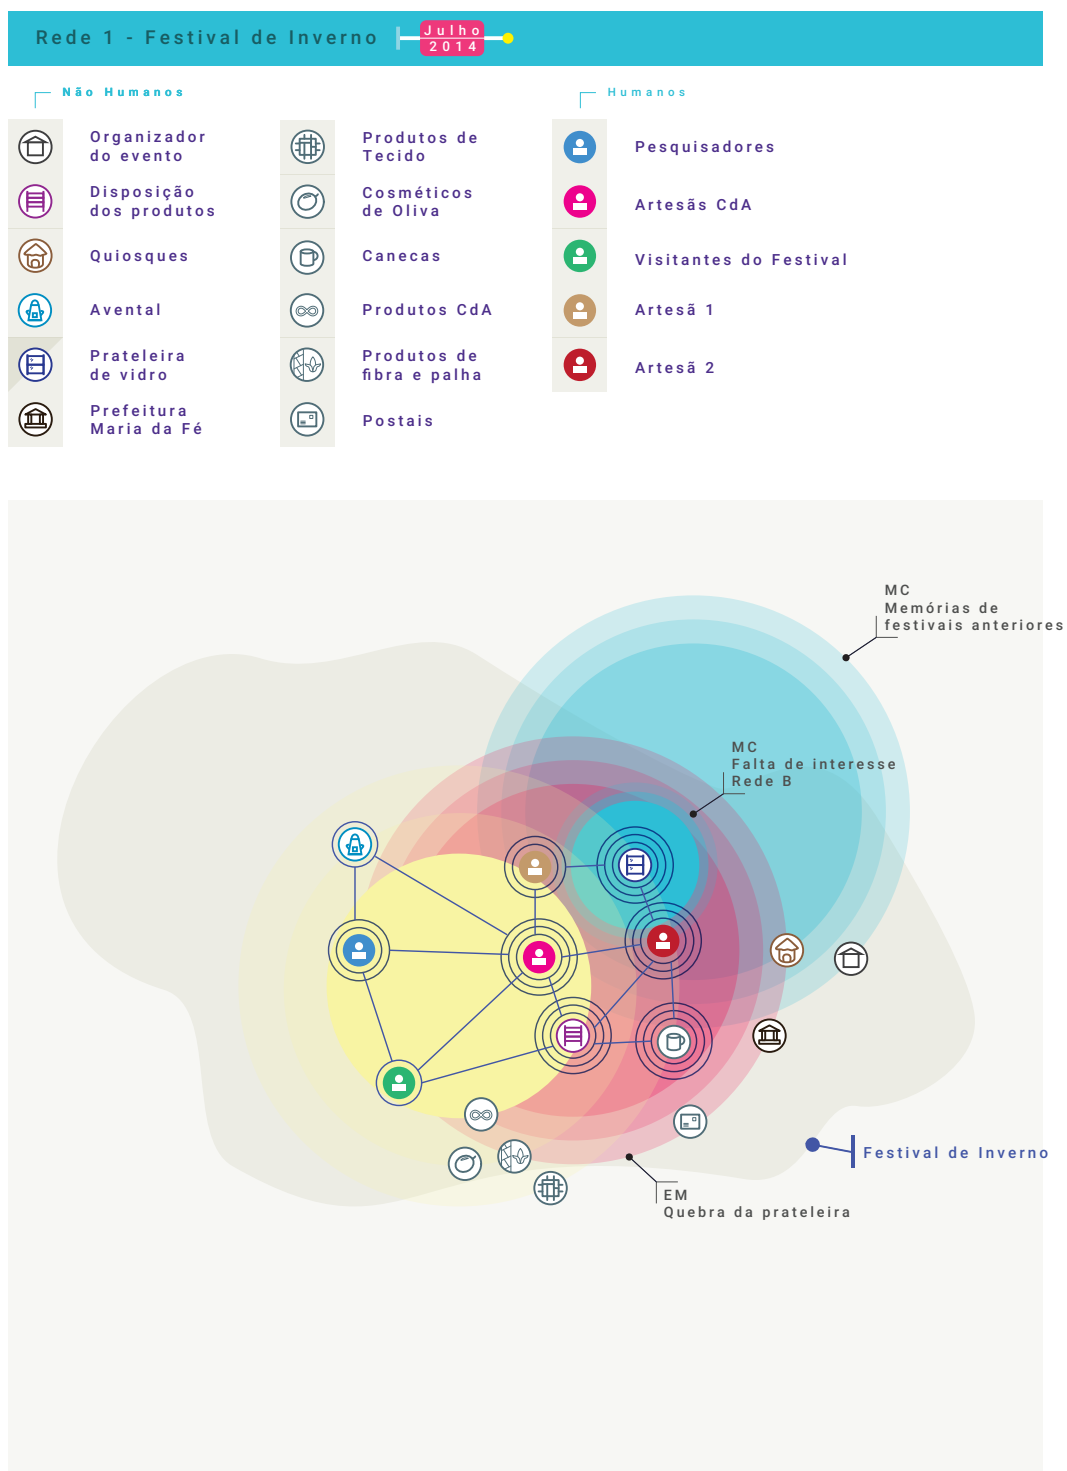 Rede 1 - Festival de Inverno
Julho
2014
Não Humanos
Humanos
Organizador
do evento
Disposição
dos produtos
Quiosques
Avental
Prateleira
de vidro
Prefeitura
Maria da Fé
Produtos de
Tecido
Cosméticos
de Oliva
Canecas
Produtos CdA
Produtos de
fibra e palha
Postais
Pesquisadores
Artesãs CdA
Visitantes do Festival
Artesã 1
Artesã 2
MC
Memórias de
festivais anteriores
MC
Falta de interesse
Rede B
Festival de Inverno
EM
Quebra da prateleira